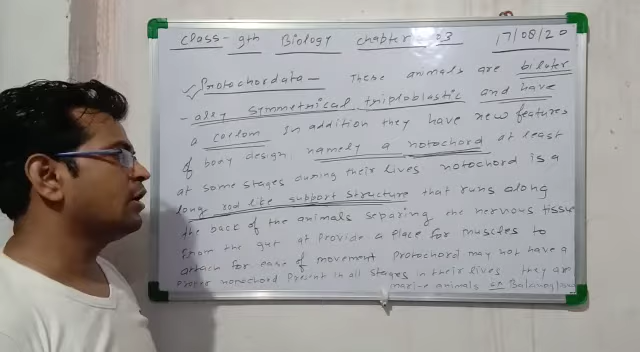 Class- 9th Biology chapter 03 17/08/20
Protochordata - These animals are bilater
- ally symmetrical, triploblastic and have
a coelom In addition they have new features
of body design, namely a notochord at least
at some stages during their lives notochord is a
long rod like support structure that runs along
the back of the animals separing the nervous tissue
from the gut at provide a place for muscles to
attach for ease of movement Protochord may not have a
proper notochord present in all stages in their lives they are
marine animals Balanoglo